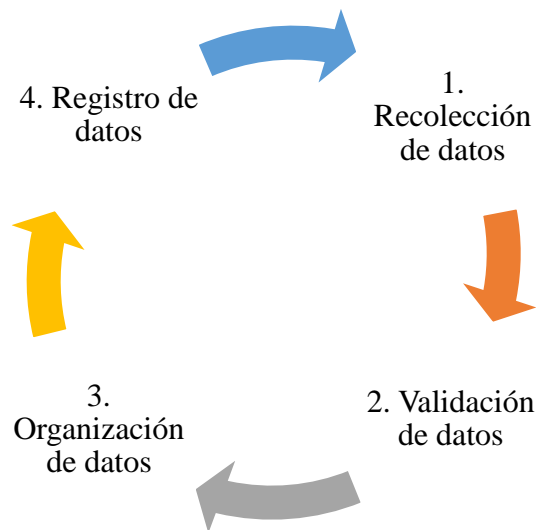 1.
Recolección
de datos
2. Validación
de datos
3.
Organización
de datos
4. Registro de
datos